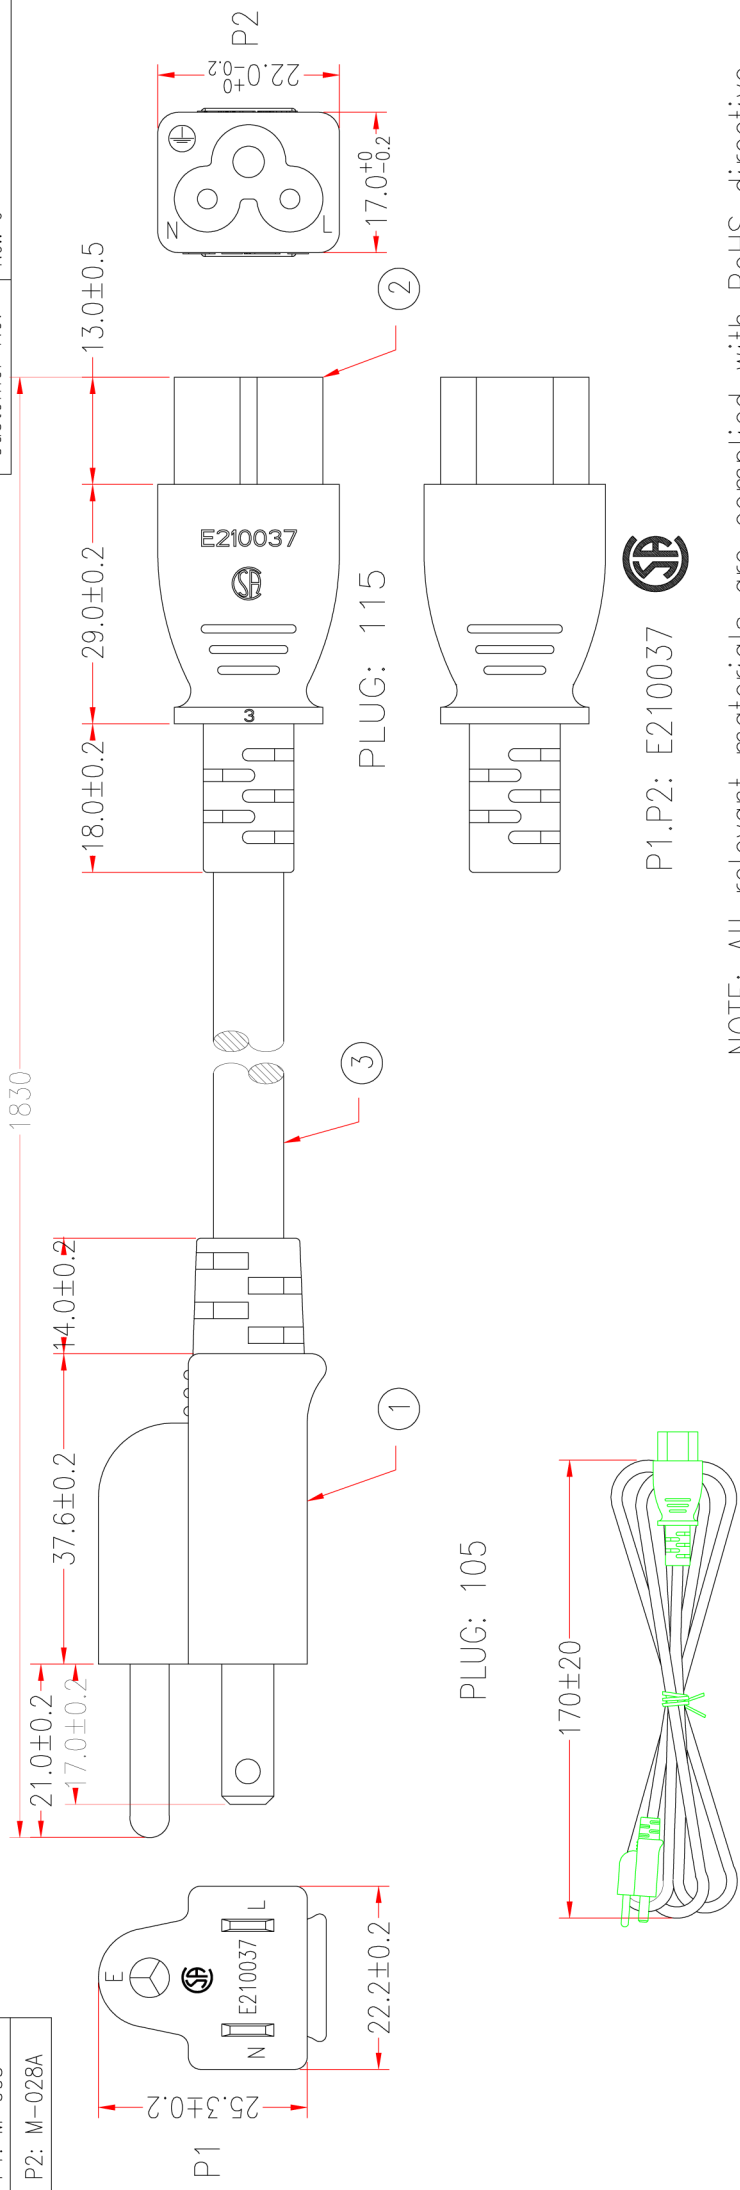 P2: M-028A
P1
25.3±0.2
22.2±0.2
E
N
L
E210037
1830
21.0±0.2
17.0±0.2
37.6±0.2
14.0±0.2
1
PLUG: 105
3
18.0±0.2
29.0±0.2
13.0±0.5
E210037
3
2
PLUG: 115
N
L
22.0+0-0.2
17.0+0-0.2
P2
170±20
P1.P2: E210037
NOTE: All relevant materials are complied with RoHS directive